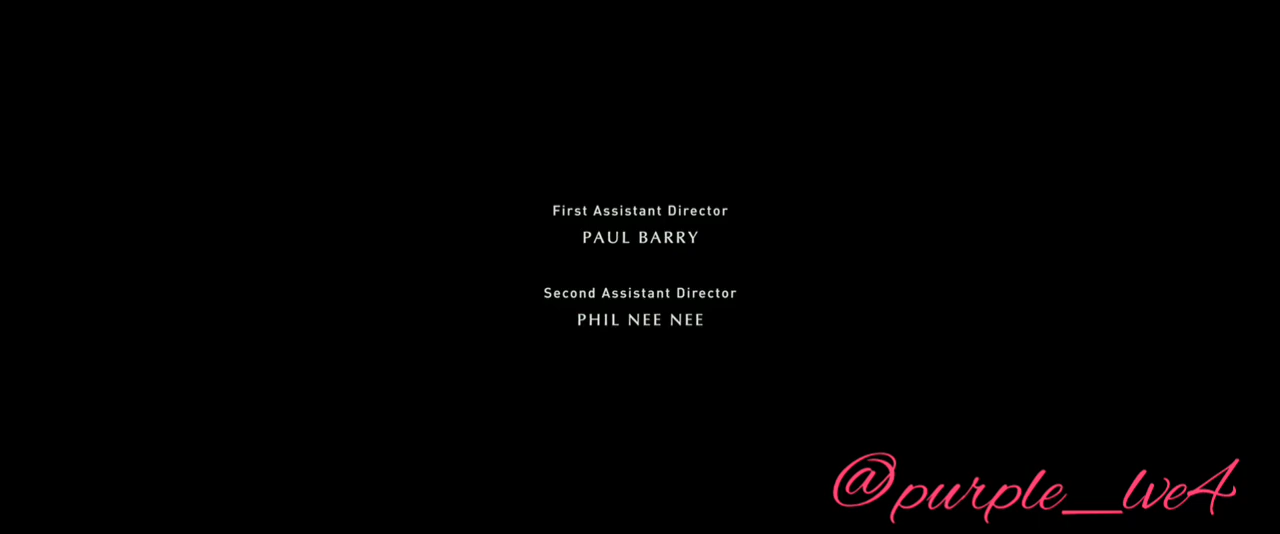 First Assistant Director
PAUL BARRY
Second Assistant Director
PHIL NEE NEE
@purple_lve4